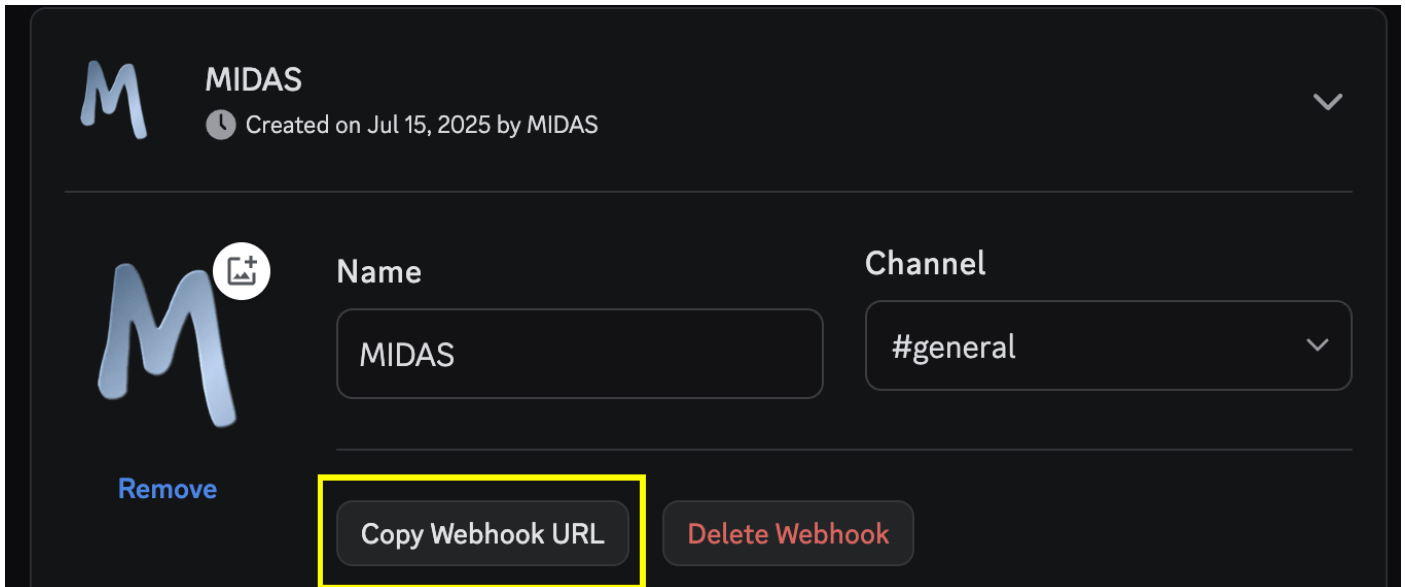 MIDAS
Created on Jul 15, 2025 by MIDAS
Name
Channel
MIDAS
#general
Remove
Copy Webhook URL
Delete Webhook